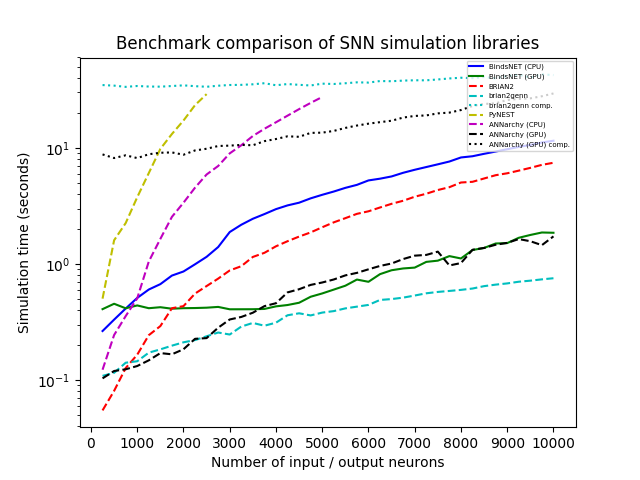 Benchmark comparison of SNN simulation libraries
BindsNET (CPU)
BindsNET (GPU)
BRIAN2
brian2genn
brian2genn comp.
PyNEST
ANNarchy (CPU)
ANNarchy (GPU)
ANNarchy (GPU) comp.
Simulation time (seconds)
10¹
10⁰
10⁻¹
0 1000 2000 3000 4000 5000 6000 7000 8000 9000 10000
Number of input / output neurons